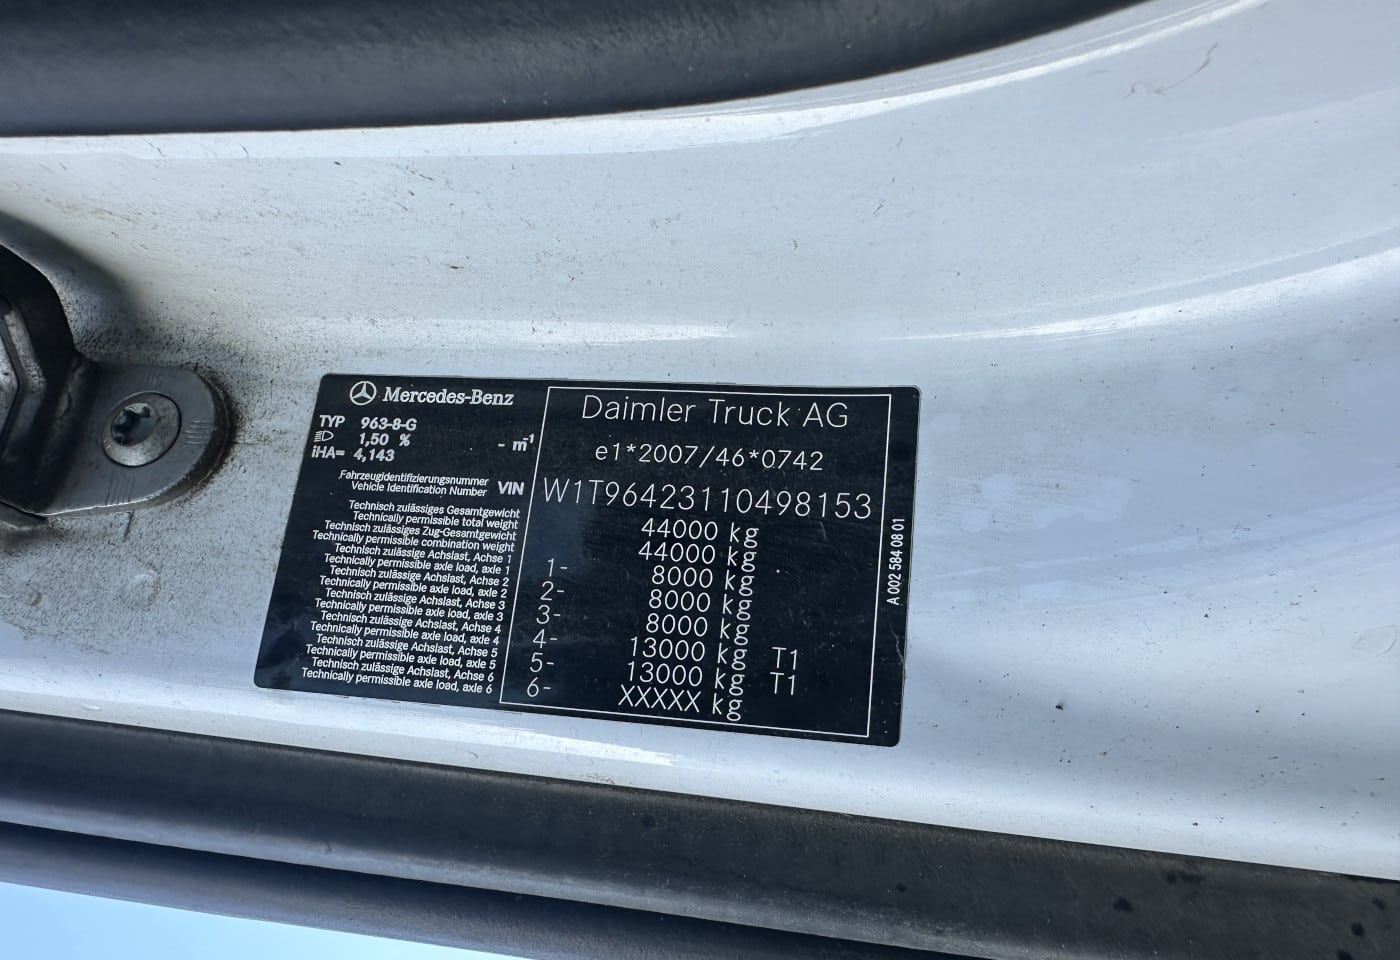 Mercedes-Benz
TYP 963-8-G
1,50 % - m⁻¹
iHA= 4,143
Fahrzeugidentifizierungsnummer
Vehicle Identification Number VIN
Technisch zulässiges Gesamtgewicht
Technically permissible total weight
Technisch zulässiges Zug-Gesamtgewicht
Technically permissible combination weight
Technisch zulässige Achslast, Achse 1
Technically permissible axle load, axle 1
Technisch zulässige Achslast, Achse 2
Technically permissible axle load, axle 2
Technisch zulässige Achslast, Achse 3
Technically permissible axle load, axle 3
Technisch zulässige Achslast, Achse 4
Technically permissible axle load, axle 4
Technisch zulässige Achslast, Achse 5
Technically permissible axle load, axle 5
Technisch zulässige Achslast, Achse 6
Technically permissible axle load, axle 6
Daimler Truck AG
e1*2007/46*0742
W1T96423110498153
44000 kg
44000 kg
1- 8000 kg
2- 8000 kg
3- 8000 kg
4- 13000 kg T1
5- 13000 kg T1
6- XXXXX kg
A 002 584 08 01